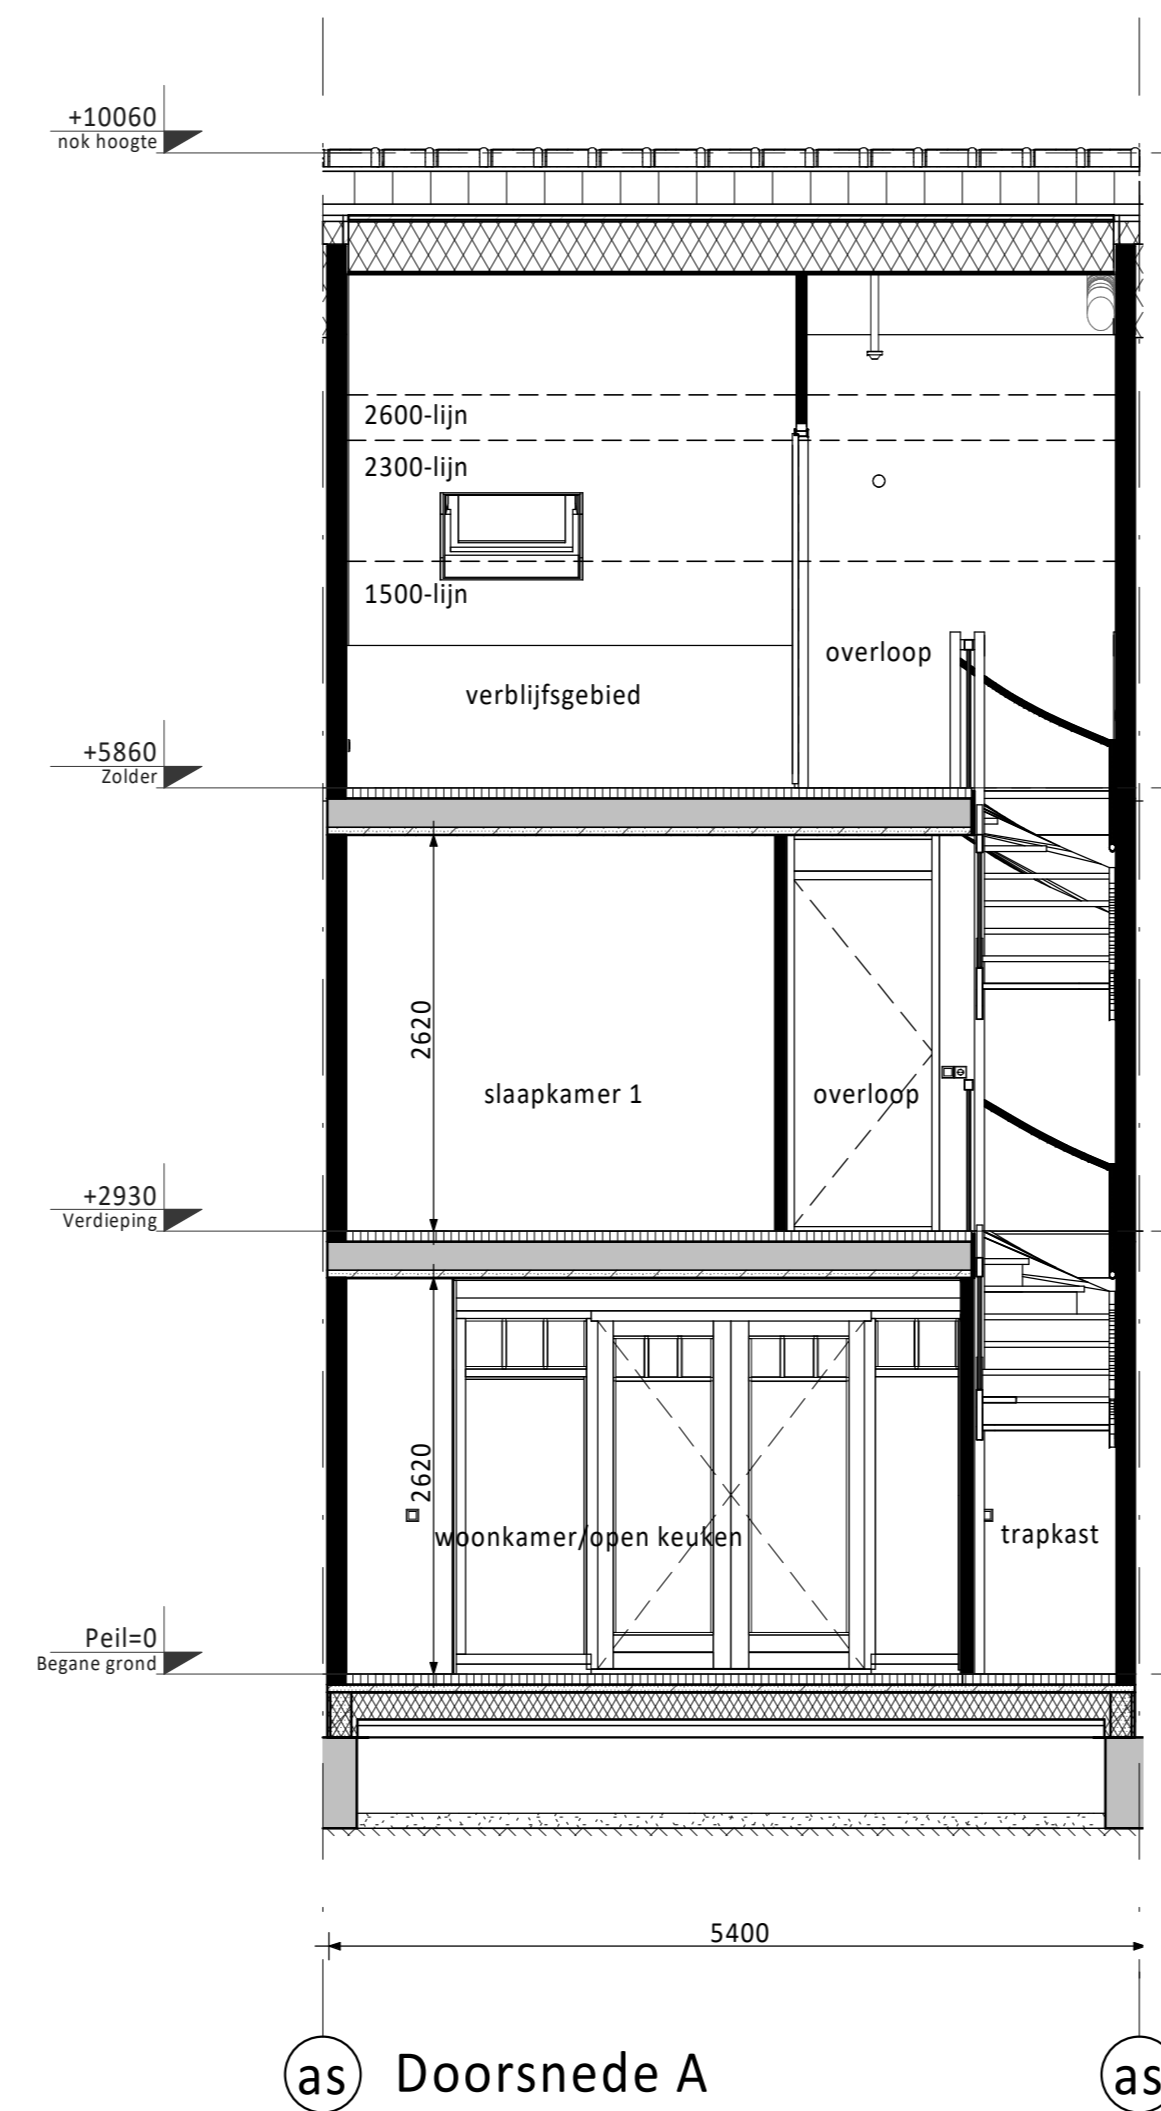 +10060
nok hoogte
2600-lijn
2300-lijn
1500-lijn
overloop
verblijfsgebied
+5860
Zolder
2620
slaapkamer 1
overloop
+2930
Verdieping
2620
woonkamer/open keuken
trapkast
Peil=0
Begane grond
5400
as
Doorsnede A
as